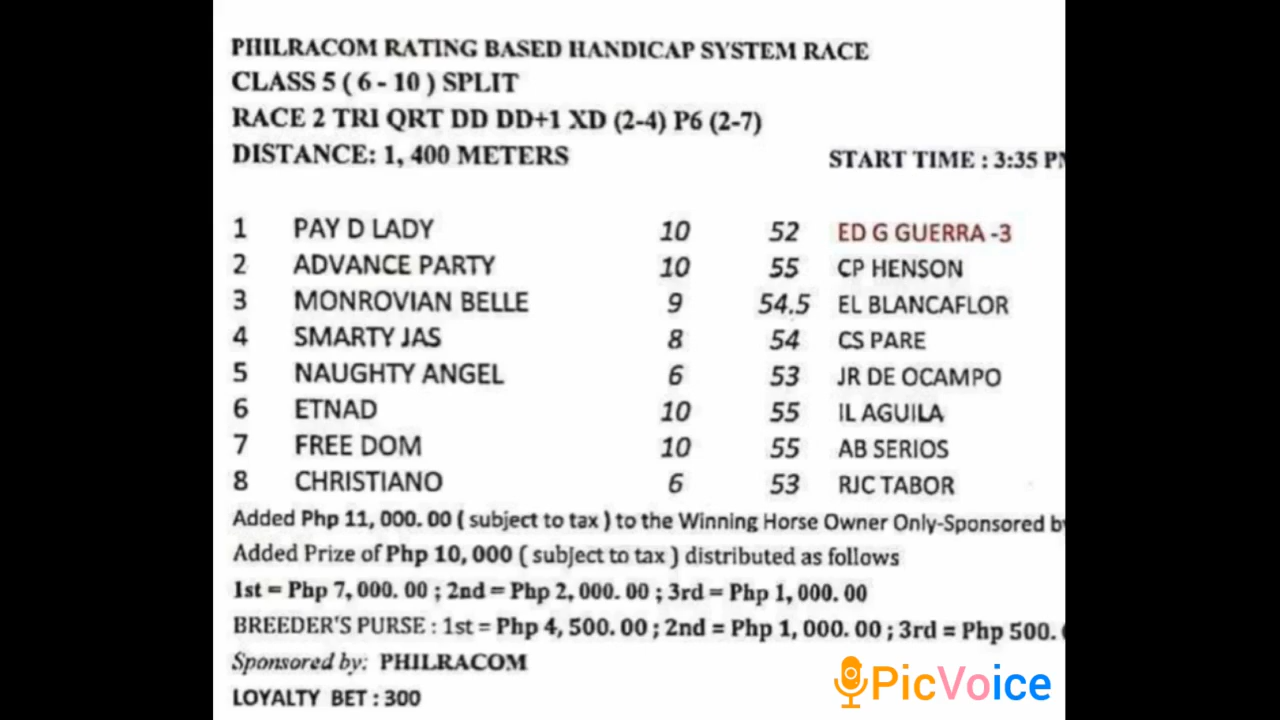 PHILRACOM RATING BASED HANDICAP SYSTEM RACE
CLASS 5 ( 6 - 10 ) SPLIT
RACE 2 TRI QRT DD DD+1 XD (2-4) P6 (2-7)
DISTANCE: 1, 400 METERS START TIME : 3:35 PM
1 PAY D LADY 10 52 ED G GUERRA -3
2 ADVANCE PARTY 10 55 CP HENSON
3 MONROVIAN BELLE 9 54.5 EL BLANCAFLOR
4 SMARTY JAS 8 54 CS PARE
5 NAUGHTY ANGEL 6 53 JR DE OCAMPO
6 ETNAD 10 55 IL AGUILA
7 FREE DOM 10 55 AB SERIOS
8 CHRISTIANO 6 53 RJC TABOR
Added Php 11, 000. 00 ( subject to tax ) to the Winning Horse Owner Only-Sponsored by
Added Prize of Php 10, 000 ( subject to tax ) distributed as follows
1st = Php 7, 000. 00 ; 2nd = Php 2, 000. 00 ; 3rd = Php 1, 000. 00
BREEDER'S PURSE : 1st = Php 4, 500. 00 ; 2nd = Php 1, 000. 00 ; 3rd = Php 500.
Sponsored by: PHILRACOM
LOYALTY BET : 300
PicVoice